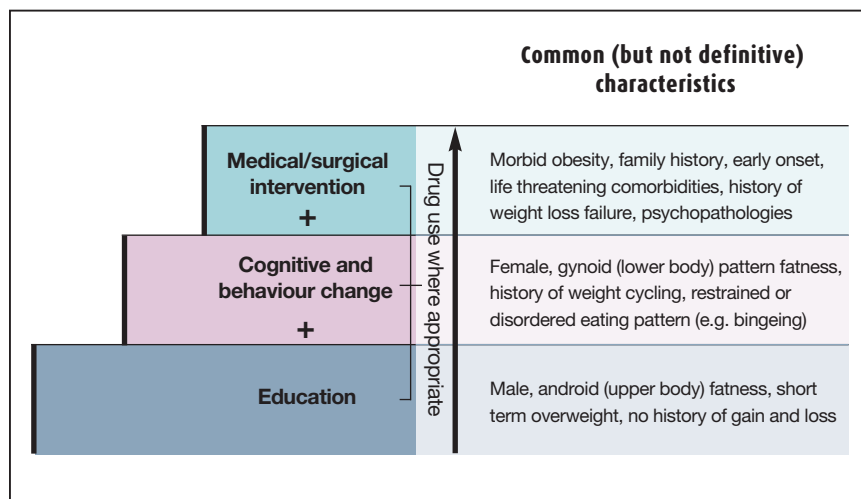 Common (but not definitive)
characteristics
Medical/surgical
intervention
+
Morbid obesity, family history, early onset,
life threatening comorbidities, history of
weight loss failure, psychopathologies
Cognitive and
behaviour change
+
Female, gynoid (lower body) pattern fatness,
history of weight cycling, restrained or
disordered eating pattern (e.g. bingeing)
Education
Male, android (upper body) fatness, short
term overweight, no history of gain and loss
Drug use where appropriate